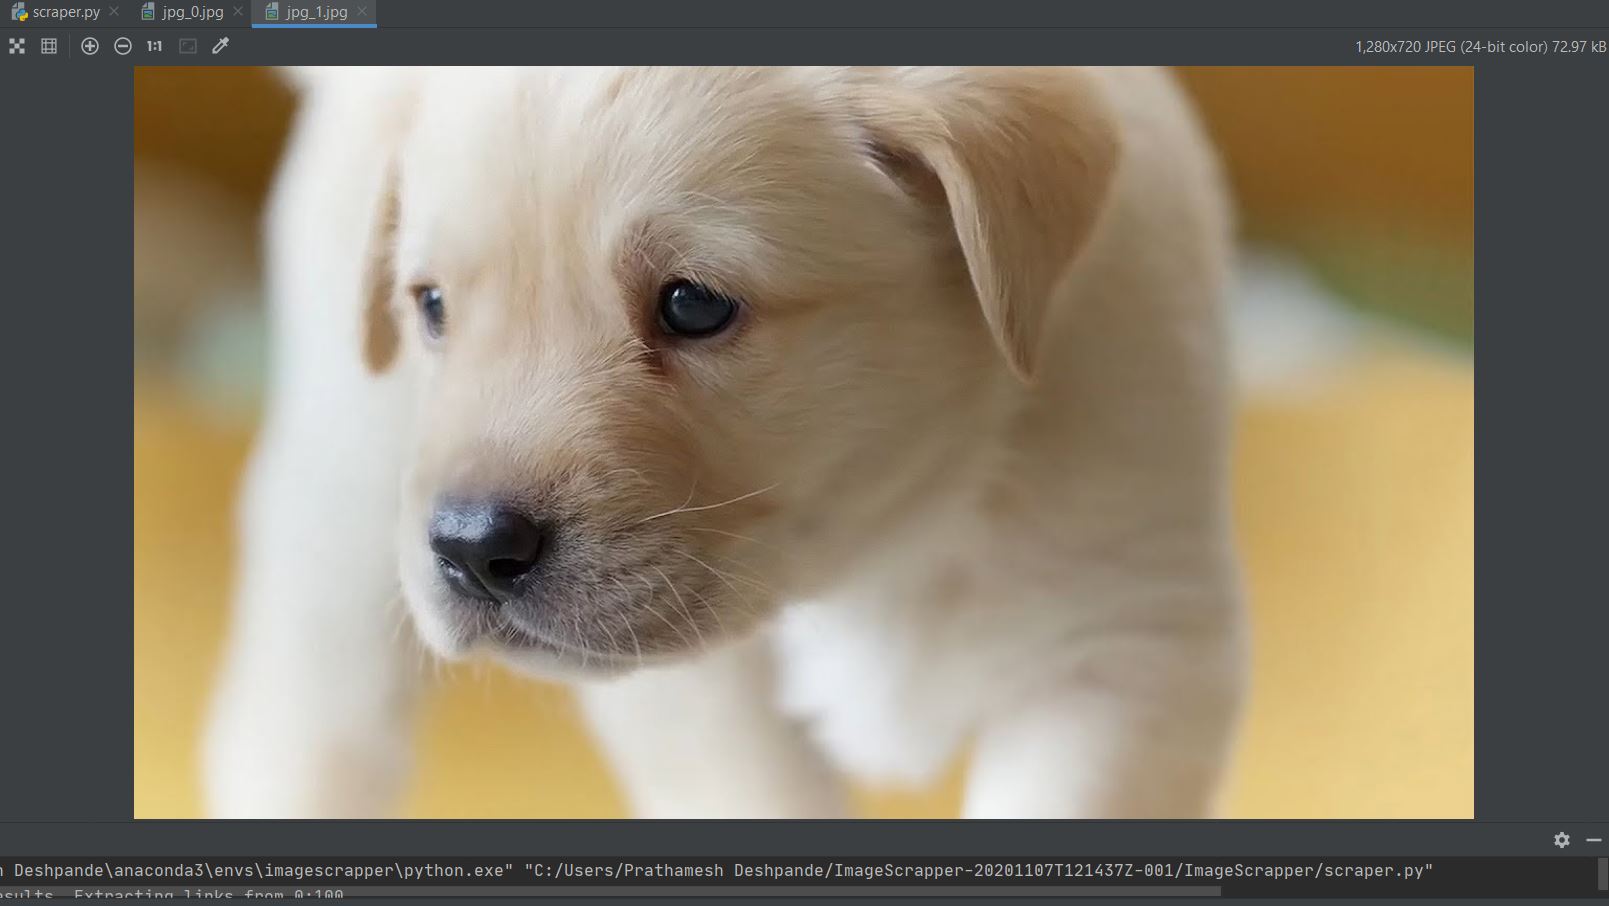 scraper.py jpg_0.jpg jpg_1.jpg
1:1 1,280x720 JPEG (24-bit color) 72.97 kB
Deshpande\anaconda3\envs\imagescrapper\python.exe" "C:/Users/Prathamesh Deshpande/ImageScrapper-20201107T121437Z-001/ImageScrapper/scraper.py"
Extracting links from 0:100